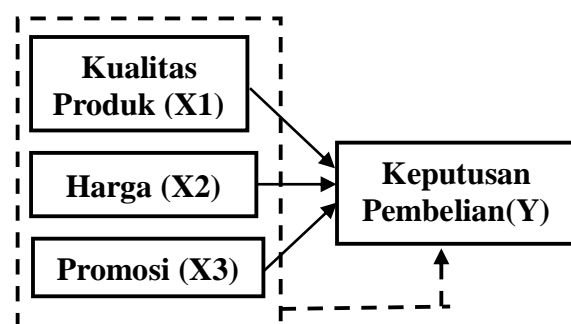 Kualitas
Produk (X1)
Harga (X2)
Promosi (X3)
Keputusan
Pembelian(Y)